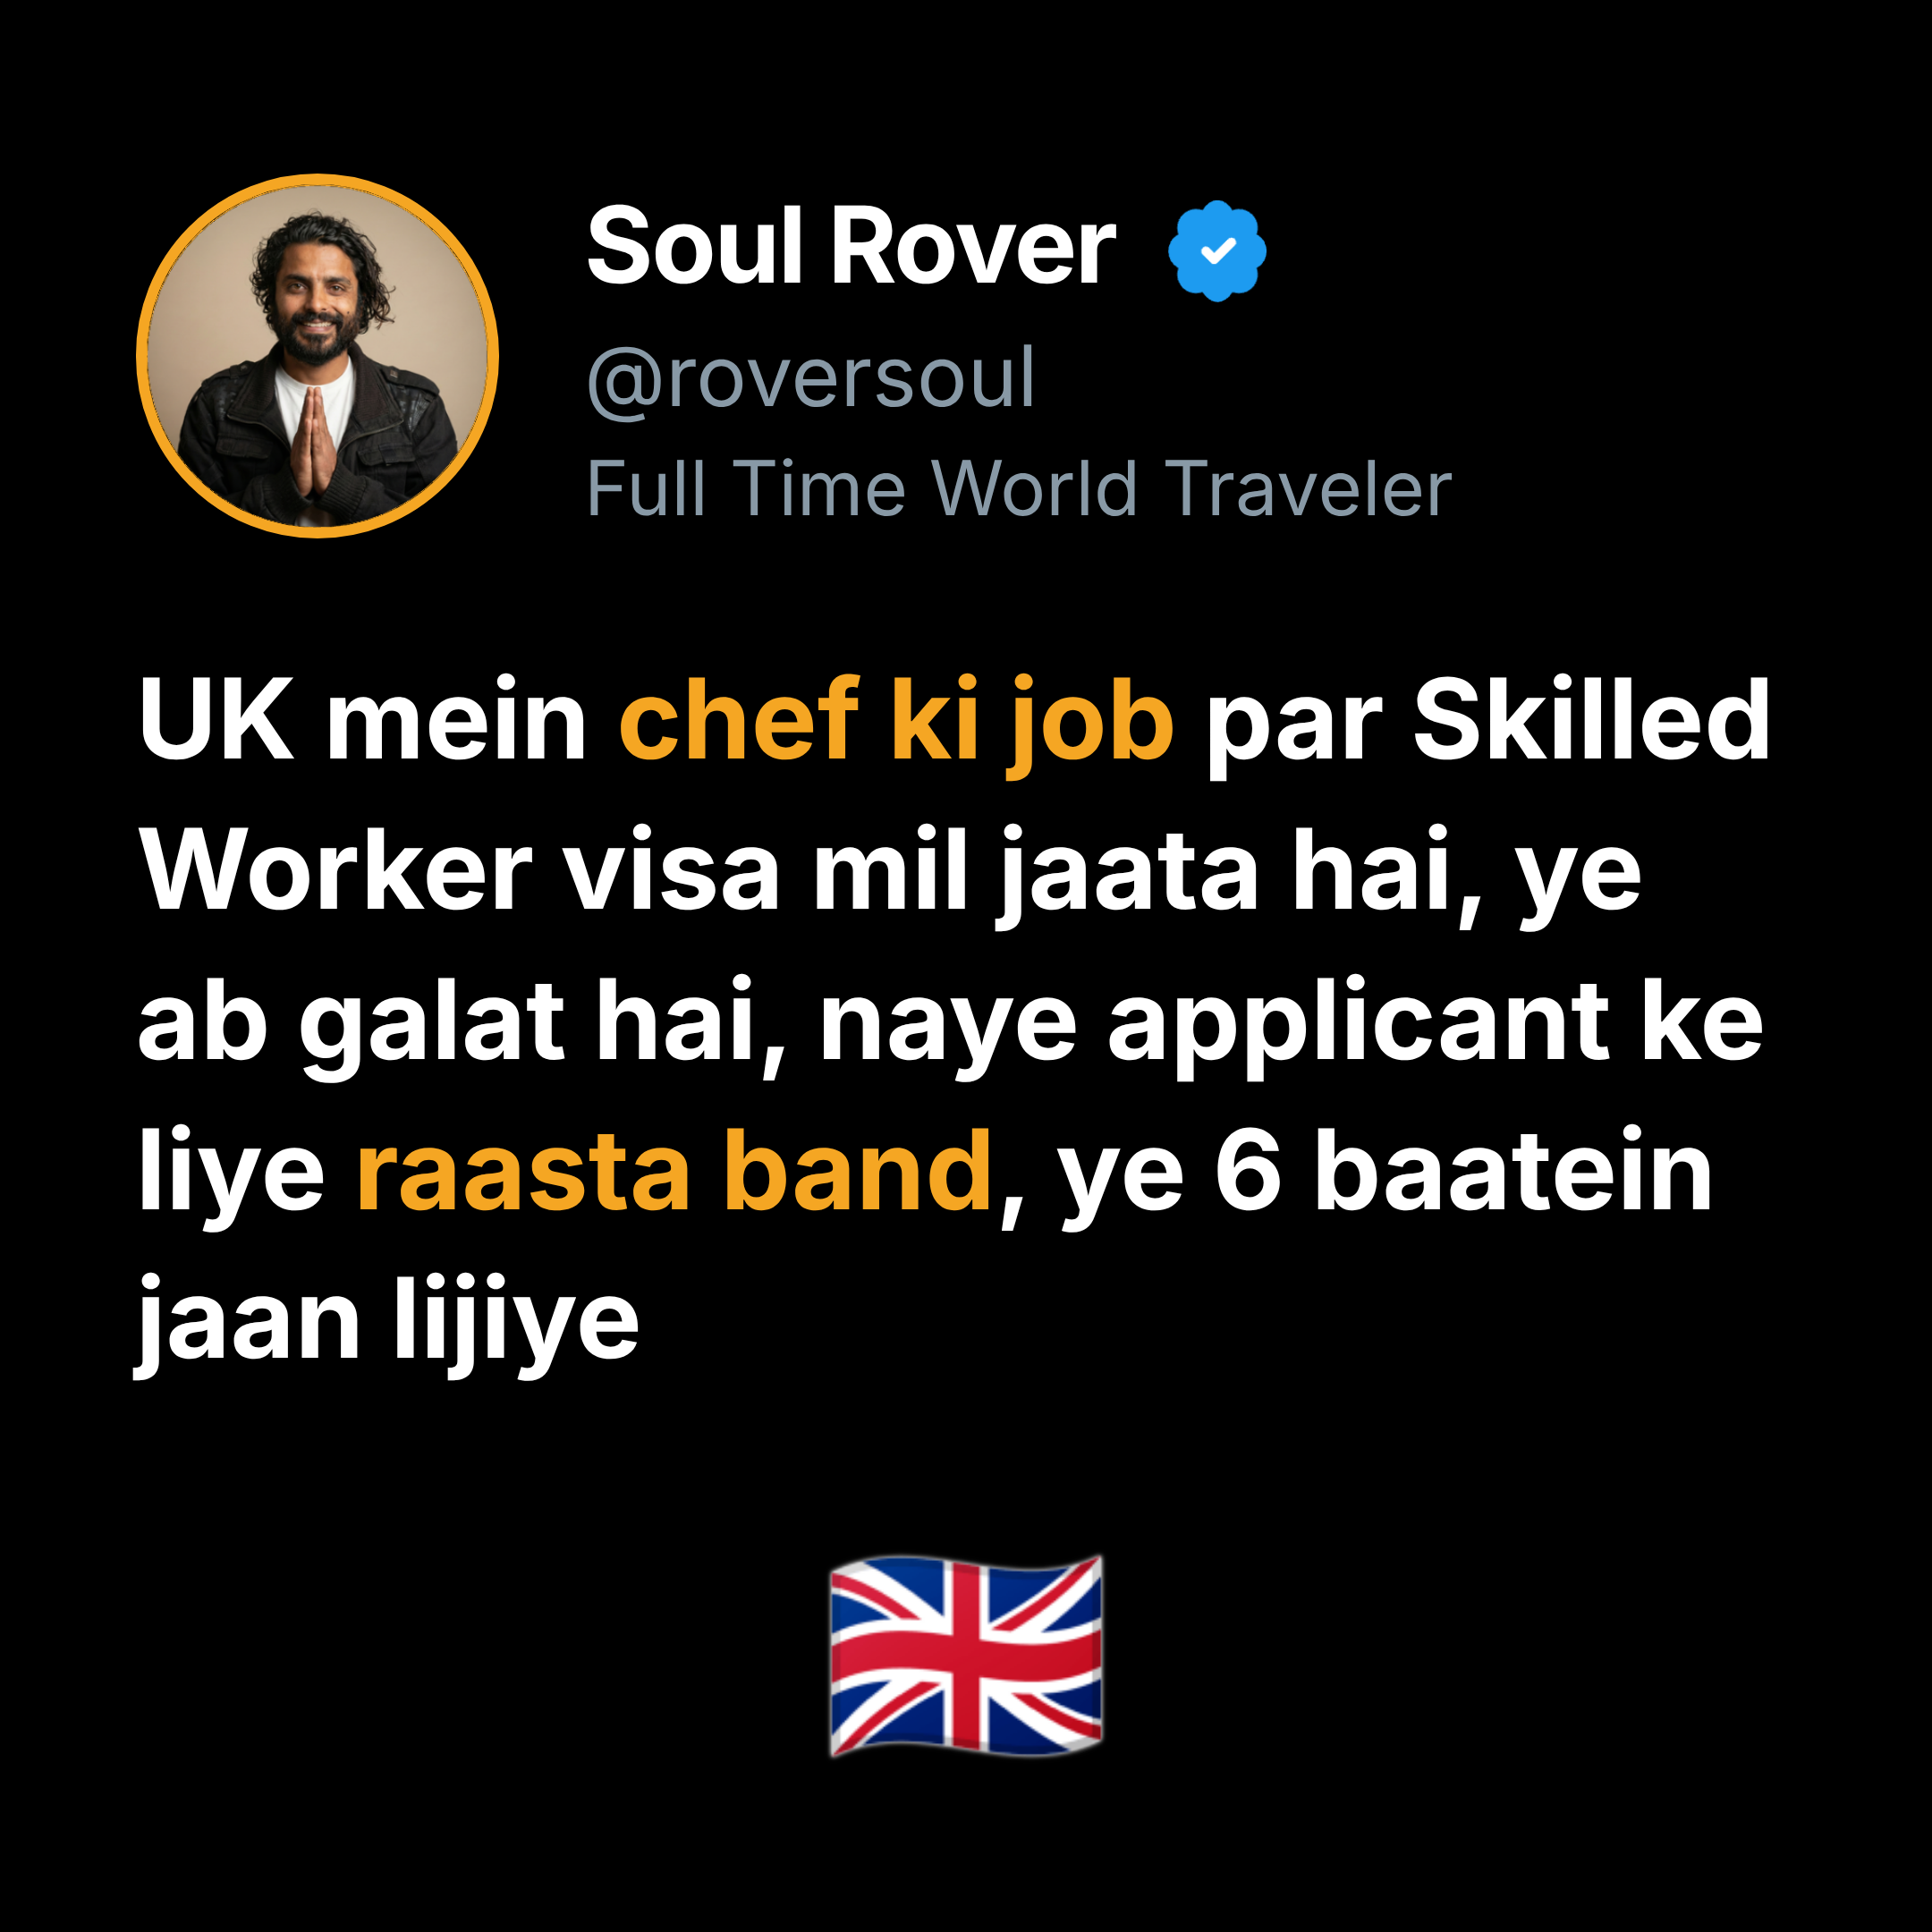 Soul Rover
@roversoul
Full Time World Traveler
UK mein chef ki job par Skilled
Worker visa mil jaata hai, ye
ab galat hai, naye applicant ke
liye raasta band, ye 6 baatein
jaan lijiye